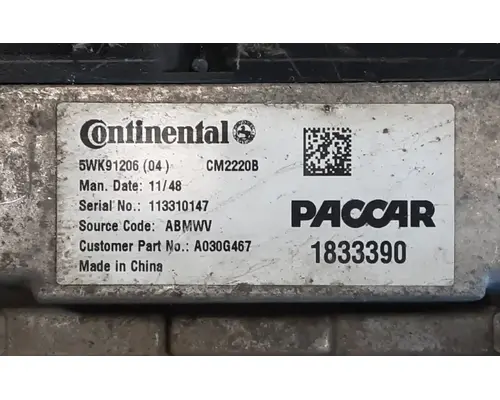 Continental
5WK91206 (04) CM2220B
Man. Date: 11/48
Serial No.: 113310147
Source Code: ABMWV
Customer Part No.: A030G467
Made in China
PACCAR
1833390